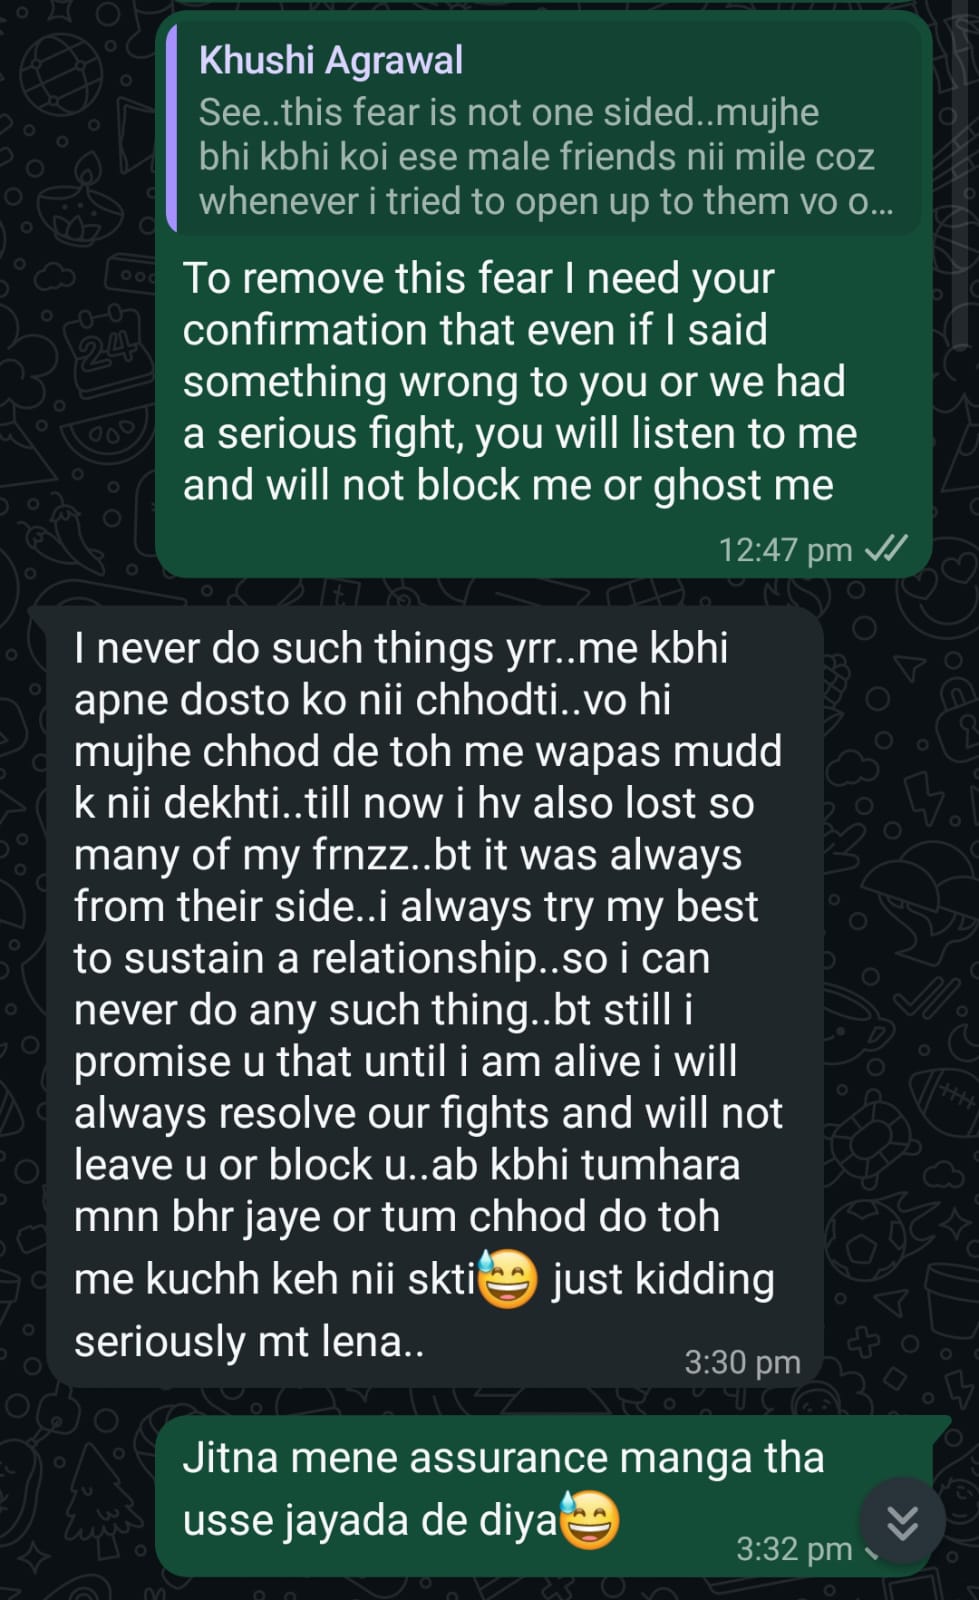 Khushi Agrawal
See..this fear is not one sided..mujhe
bhi kbhi koi ese male friends nii mile coz
whenever i tried to open up to them vo o...
To remove this fear I need your
confirmation that even if I said
something wrong to you or we had
a serious fight, you will listen to me
and will not block me or ghost me
12:47 pm
I never do such things yrr..me kbhi
apne dosto ko nii chhodti..vo hi
mujhe chhod de toh me wapas mudd
k nii dekhti..till now i hv also lost so
many of my frnzz..bt it was always
from their side..i always try my best
to sustain a relationship..so i can
never do any such thing..bt still i
promise u that until i am alive i will
always resolve our fights and will not
leave u or block u..ab kbhi tumhara
mnn bhr jaye or tum chhod do toh
me kuchh keh nii skti😅 just kidding
seriously mt lena..
3:30 pm
Jitna mene assurance manga tha
usse jayada de diya😅
3:32 pm